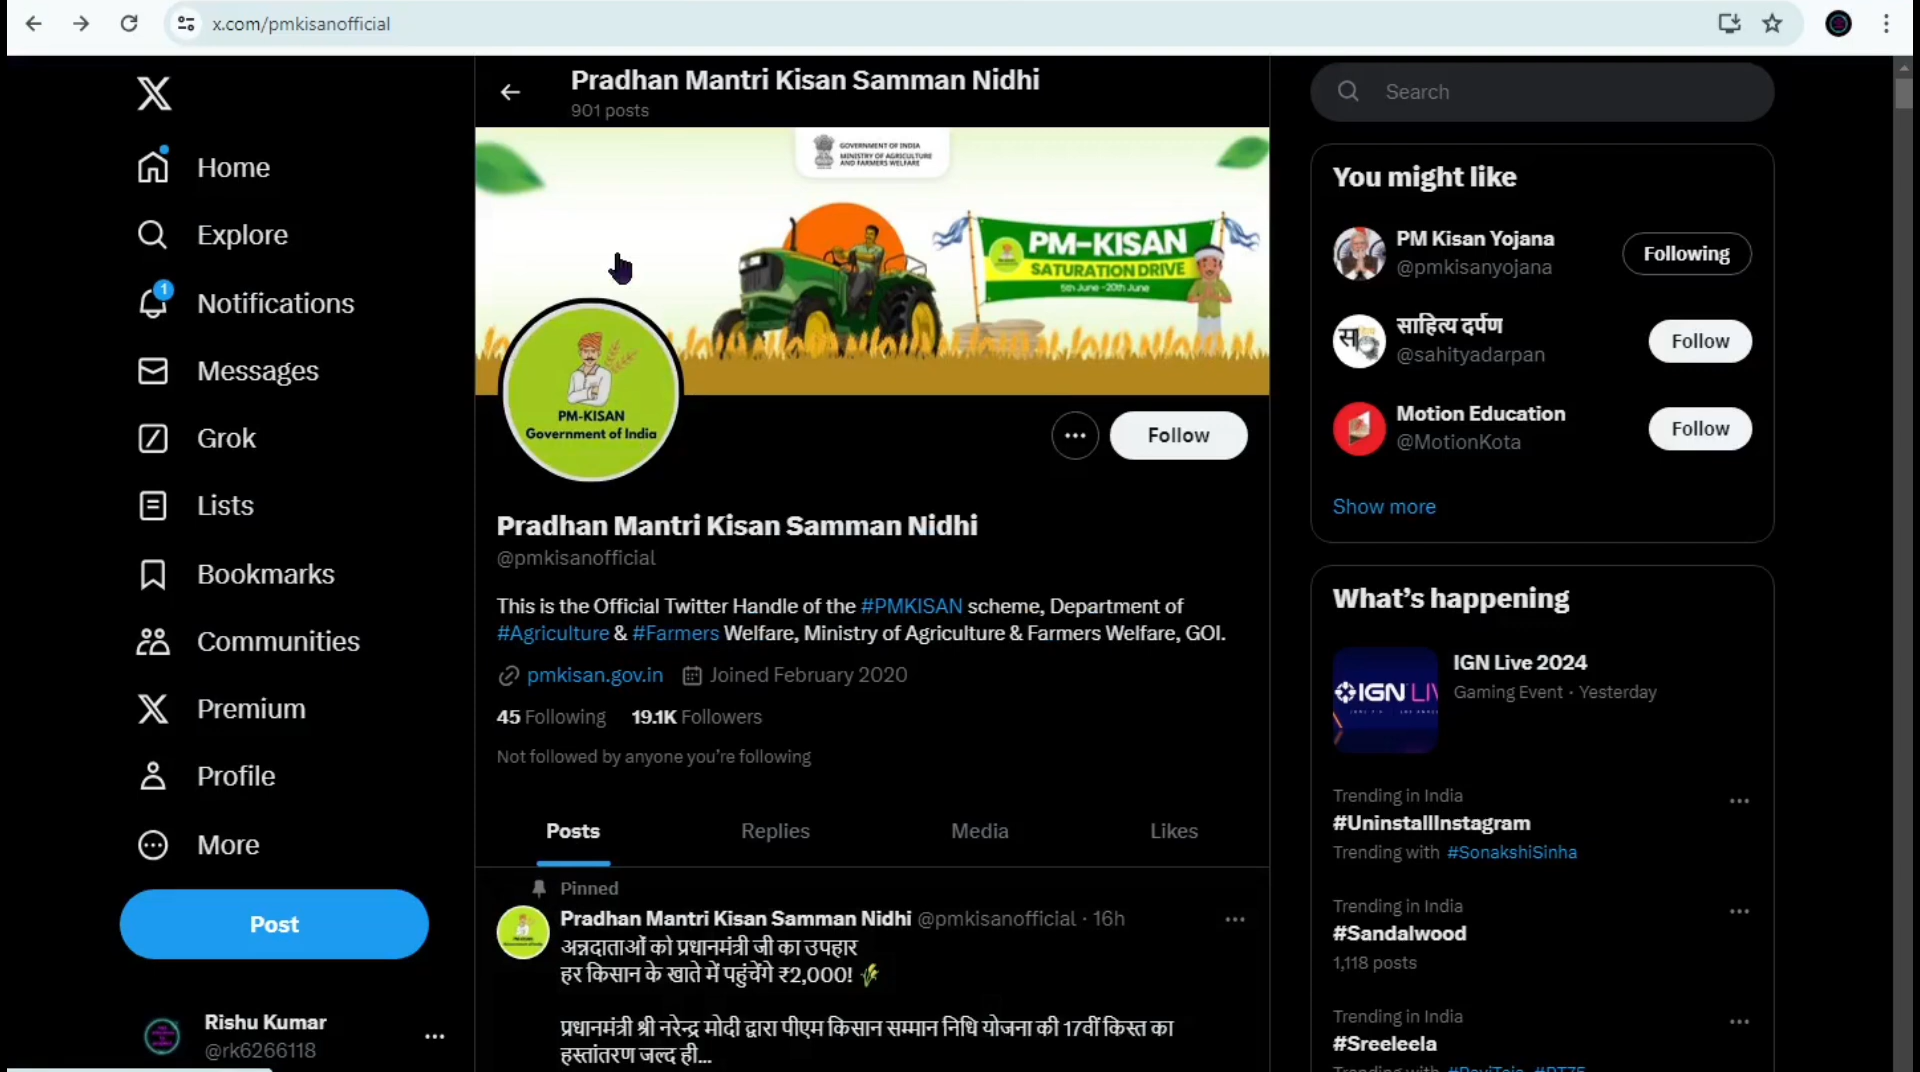 x.com/pmkisanofficial
Pradhan Mantri Kisan Samman Nidhi
901 posts
Search
Home
Explore
1
Notifications
Messages
Grok
Lists
Bookmarks
Communities
Premium
Profile
More
Post
Rishu Kumar
@rk6266118
GOVERNMENT OF INDIA
MINISTRY OF AGRICULTURE
AND FARMERS WELFARE
PM-KISAN
SATURATION DRIVE
5th June -20th June
PM-KISAN
Government of India
Follow
Pradhan Mantri Kisan Samman Nidhi
@pmkisanofficial
This is the Official Twitter Handle of the #PMKISAN scheme, Department of
#Agriculture & #Farmers Welfare, Ministry of Agriculture & Farmers Welfare, GOI.
pmkisan.gov.in Joined February 2020
45 Following 19.1K Followers
Not followed by anyone you’re following
Posts Replies Media Likes
Pinned
Pradhan Mantri Kisan Samman Nidhi @pmkisanofficial · 16h
अन्नदाताओं को प्रधानमंत्री जी का उपहार
हर किसान के खाते में पहुंचेंगे ₹2,000! 🌾
प्रधानमंत्री श्री नरेन्द्र मोदी द्वारा पीएम किसान सम्मान निधि योजना की 17वीं किस्त का
हस्तांतरण जल्द ही...
You might like
PM Kisan Yojana
@pmkisanyojana
Following
साहित्य दर्पण
@sahityadarpan
Follow
Motion Education
@MotionKota
Follow
Show more
What’s happening
IGN LIV
IGN Live 2024
Gaming Event · Yesterday
Trending in India
#UninstallInstagram
Trending with #SonakshiSinha
Trending in India
#Sandalwood
1,118 posts
Trending in India
#Sreeleela